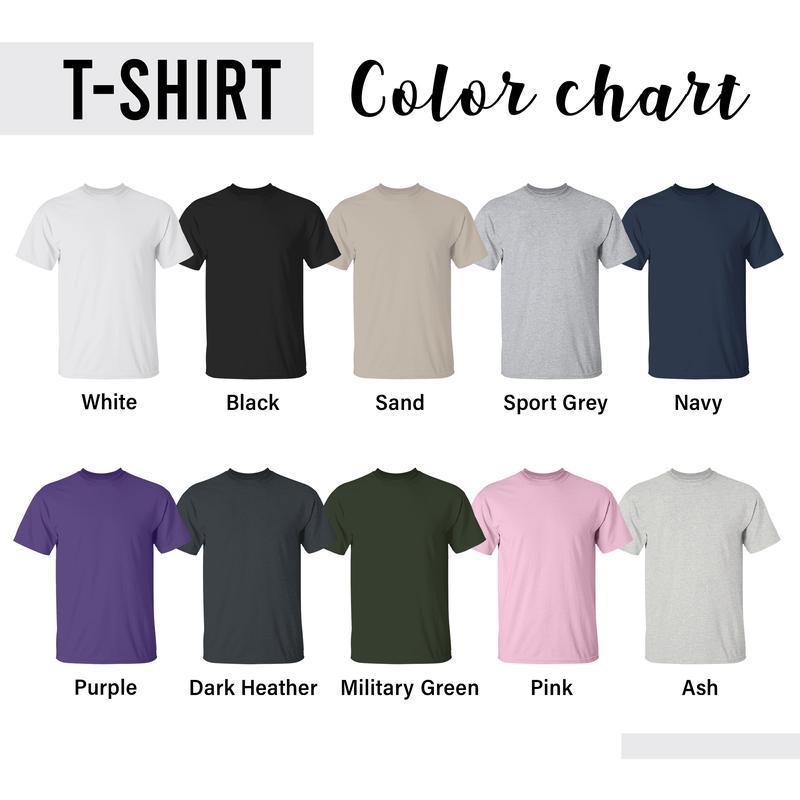 T-SHIRT Color chart
White Black Sand Sport Grey Navy
Purple Dark Heather Military Green Pink Ash